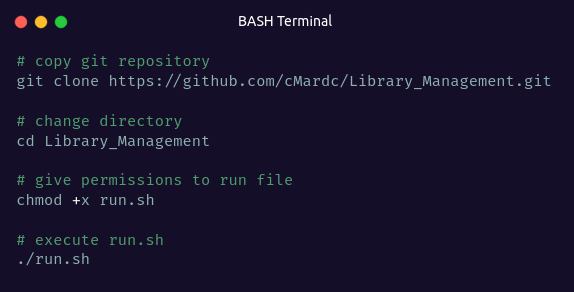 BASH Terminal
# copy git repository
git clone https://github.com/cMardc/Library_Management.git
# change directory
cd Library_Management
# give permissions to run file
chmod +x run.sh
# execute run.sh
./run.sh